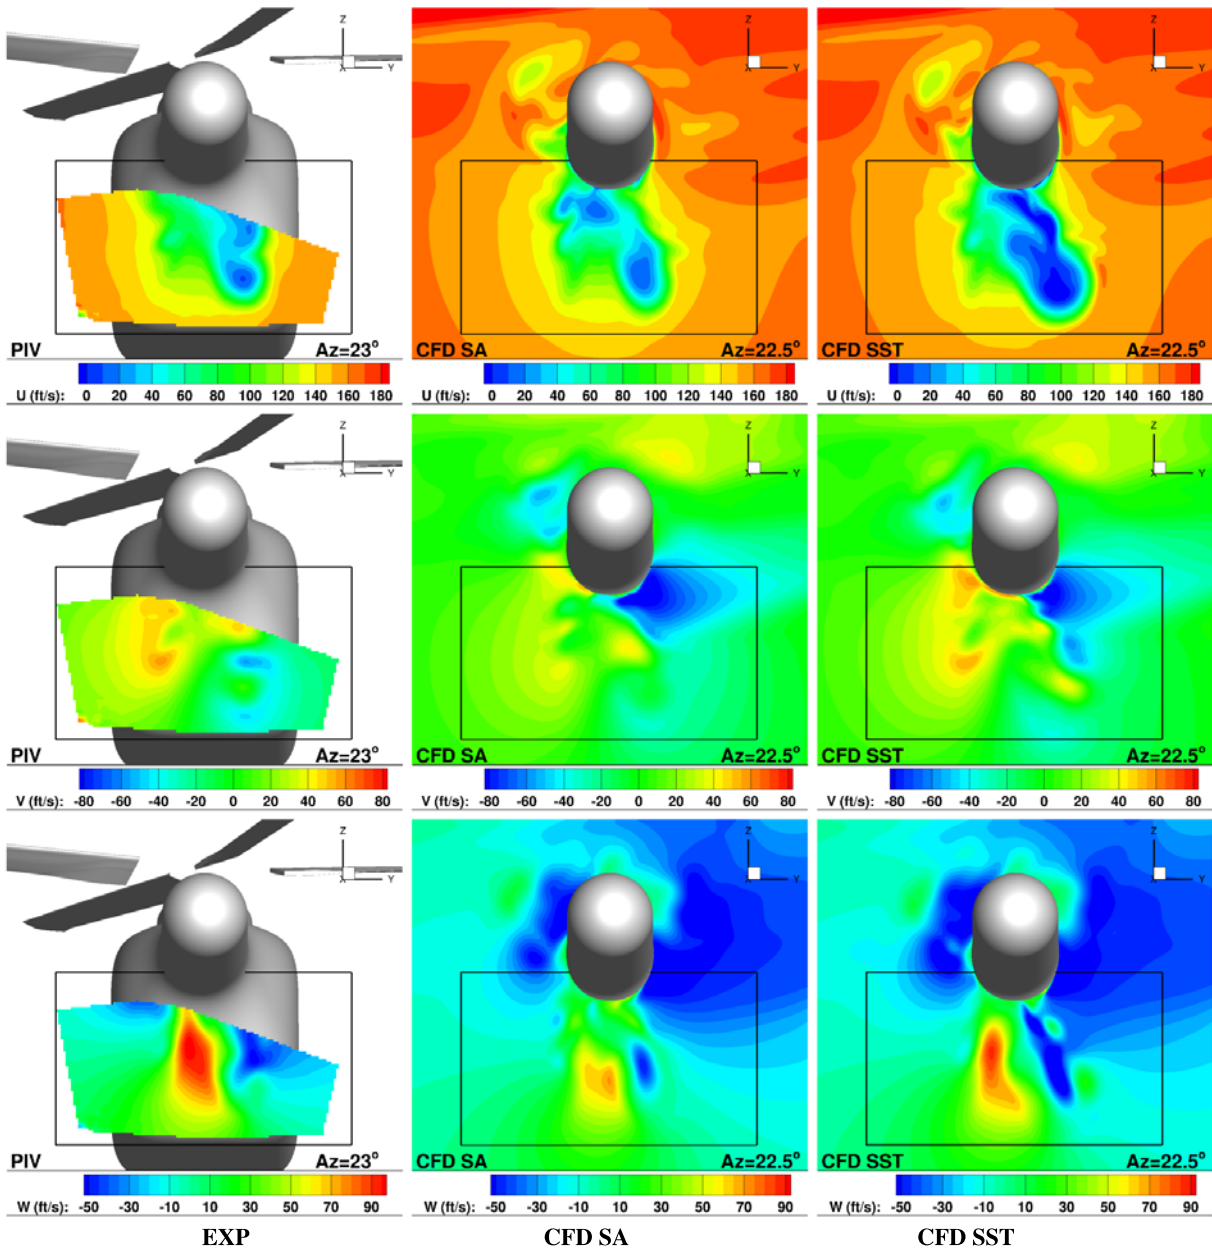 Z
X Y
PIV Az=23°
U (ft/s): 0 20 40 60 80 100 120 140 160 180
Z
X Y
CFD SA Az=22.5°
U (ft/s): 0 20 40 60 80 100 120 140 160 180
Z
X Y
CFD SST Az=22.5°
U (ft/s): 0 20 40 60 80 100 120 140 160 180
Z
X Y
PIV Az=23°
V (ft/s): -80 -60 -40 -20 0 20 40 60 80
Z
X Y
CFD SA Az=22.5°
V (ft/s): -80 -60 -40 -20 0 20 40 60 80
Z
X Y
CFD SST Az=22.5°
V (ft/s): -80 -60 -40 -20 0 20 40 60 80
Z
X Y
PIV Az=23°
W (ft/s): -50 -30 -10 10 30 50 70 90
Z
X Y
CFD SA Az=22.5°
W (ft/s): -50 -30 -10 10 30 50 70 90
Z
X Y
CFD SST Az=22.5°
W (ft/s): -50 -30 -10 10 30 50 70 90
EXP CFD SA CFD SST